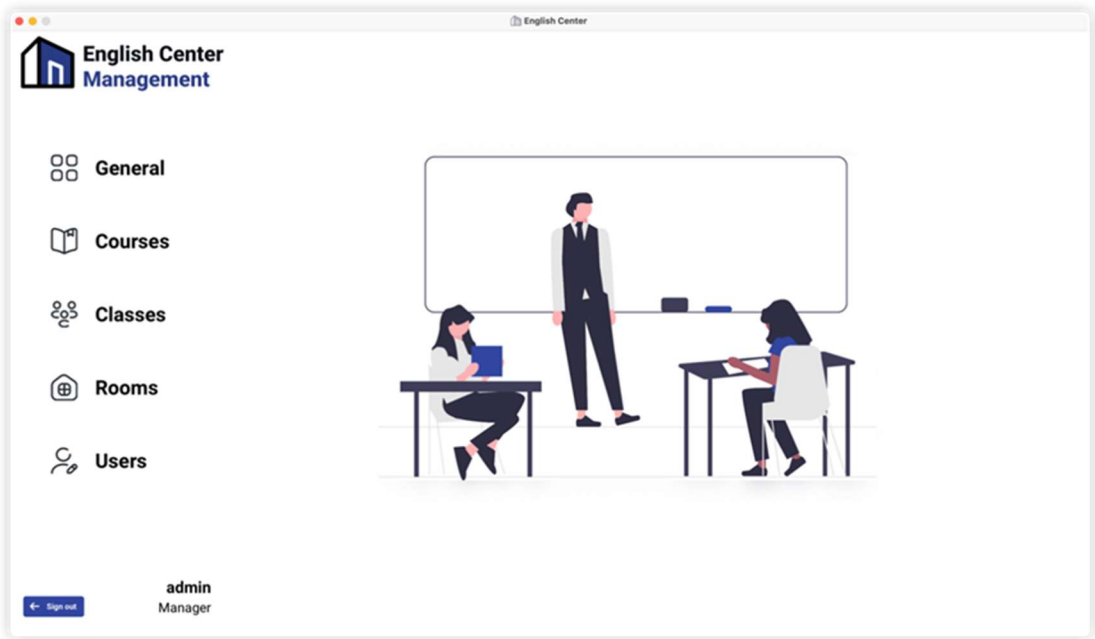 English Center
English Center
Management
General
Courses
Classes
Rooms
Users
admin
Sign out
Manager